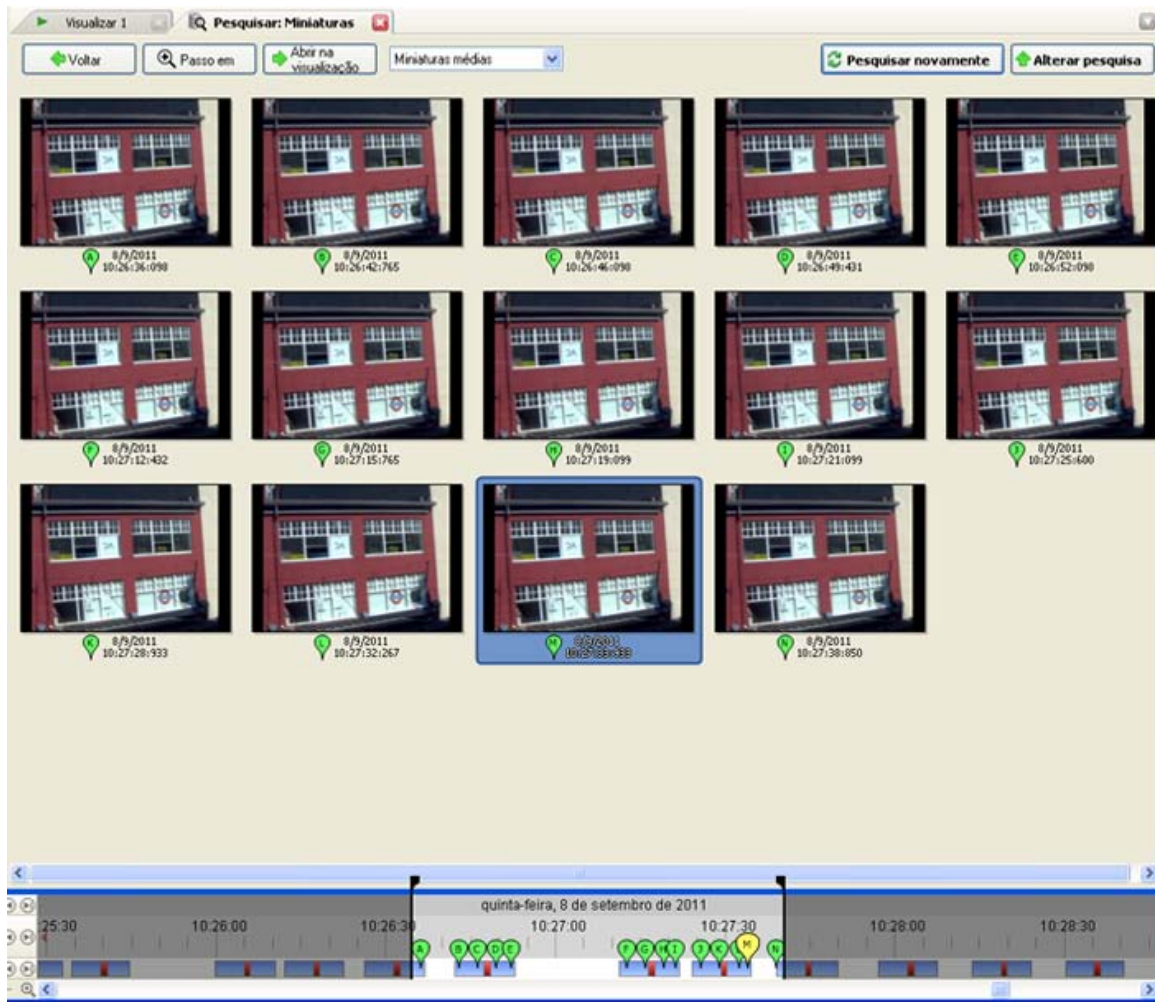 Visualizar 1
Pesquisar: Miniaturas
Voltar
Passo em
Abrir na visualização
Miniaturas médias
Pesquisar novamente
Alterar pesquisa
A 8/9/2011 10:26:36:098
B 8/9/2011 10:26:42:765
C 8/9/2011 10:26:46:098
D 8/9/2011 10:26:49:431
E 8/9/2011 10:26:52:098
F 8/9/2011 10:27:12:432
G 8/9/2011 10:27:15:765
H 8/9/2011 10:27:19:099
I 8/9/2011 10:27:21:099
J 8/9/2011 10:27:25:600
K 8/9/2011 10:27:28:933
L 8/9/2011 10:27:32:267
M 8/9/2011
N 8/9/2011 10:27:38:850
quinta-feira, 8 de setembro de 2011
25:30 10:26:00 10:26:30 10:27:00 10:27:30 10:28:00 10:28:30
A B C D E F G H I J K M N